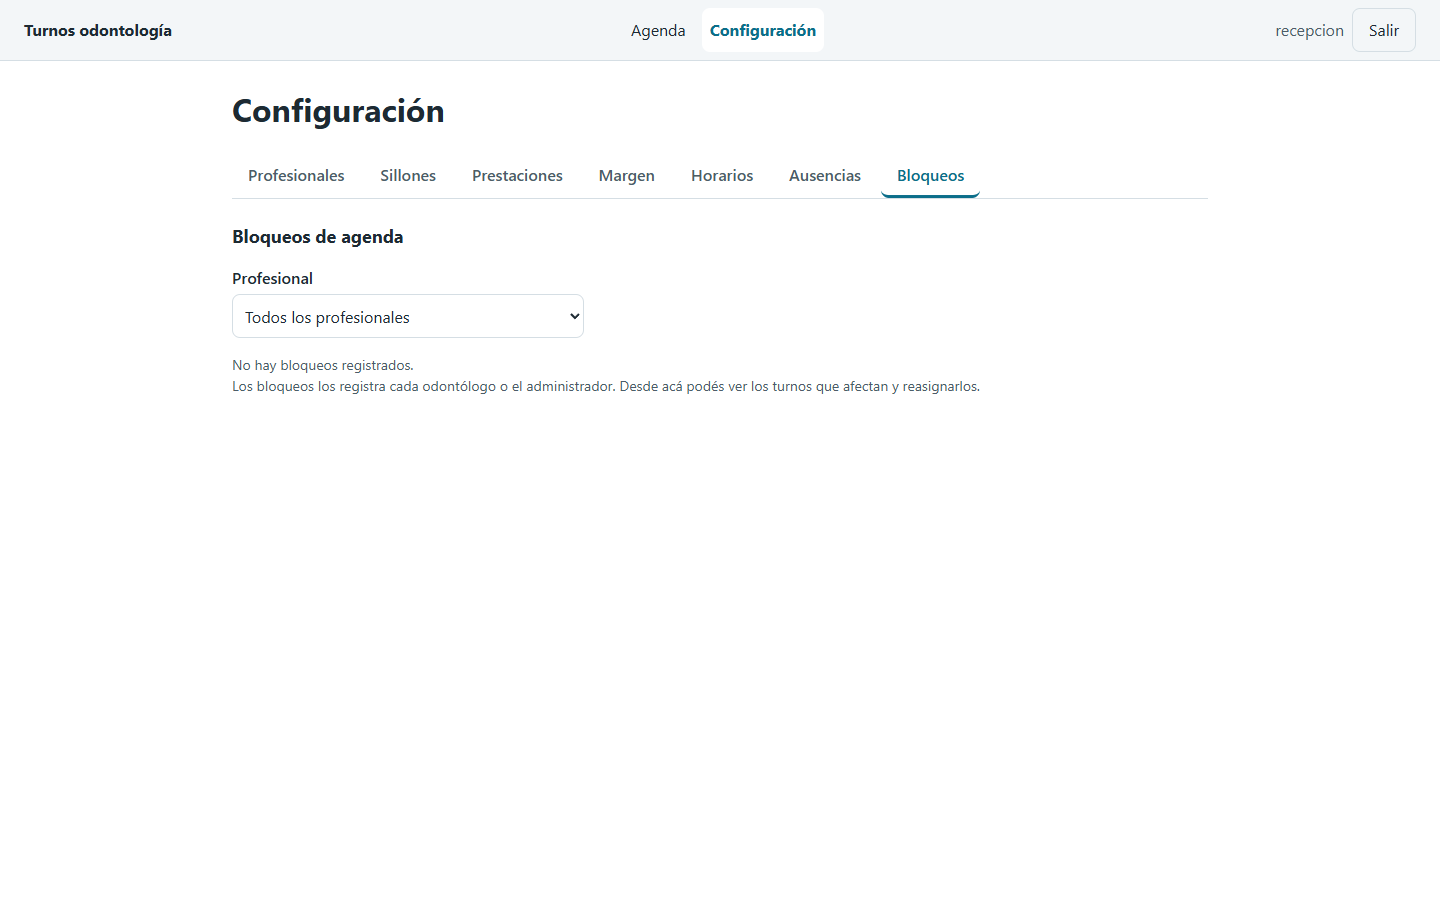 Turnos odontología
Agenda
Configuración
recepcion
Salir
Configuración
Profesionales
Sillones
Prestaciones
Margen
Horarios
Ausencias
Bloqueos
Bloqueos de agenda
Profesional
Todos los profesionales
No hay bloqueos registrados.
Los bloqueos los registra cada odontólogo o el administrador. Desde acá podés ver los turnos que afectan y reasignarlos.